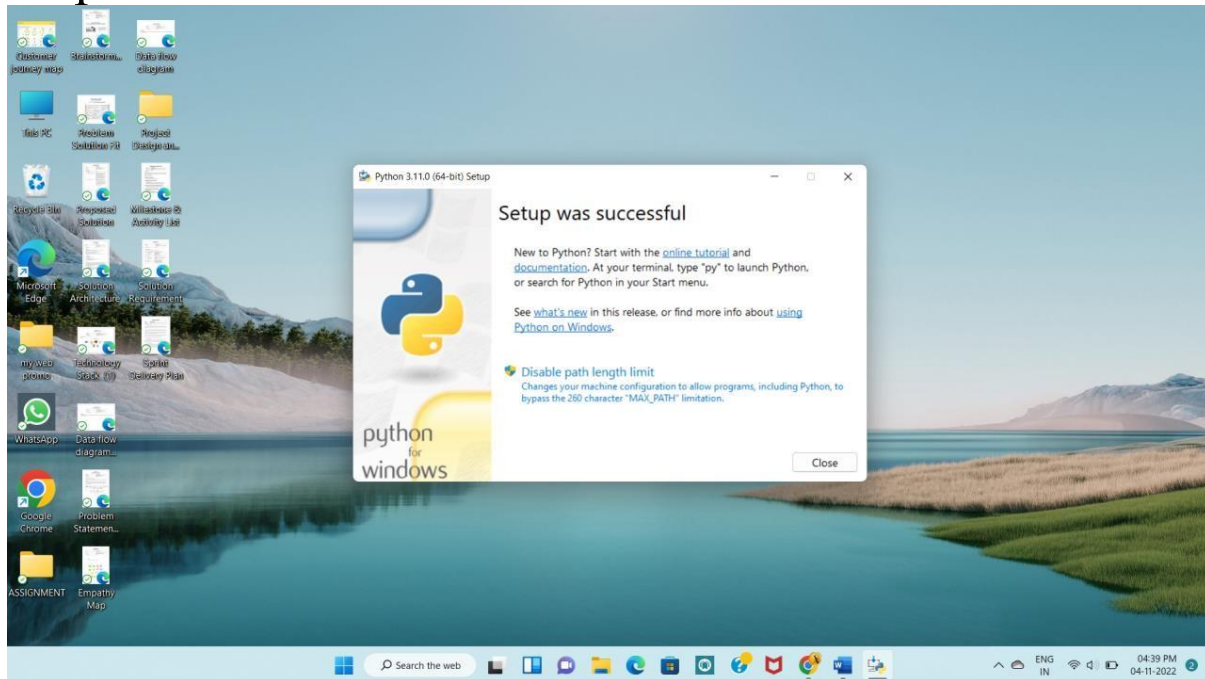 Customer
journey map
Brainstorm...
Data flow
diagram
This PC
Problem
Solution Fit
Project
Design an...
Recycle Bin
Proposed
Solution
Milestone &
Activity List
Microsoft
Edge
Solution
Architecture
Solution
Requirement
my Web
promo
Technology
Stack (1)
Sprint
Delivery Plan
WhatsApp
Data flow
diagram...
Google
Chrome
Problem
Statemen...
ASSIGNMENT
Empathy
Map
Python 3.11.0 (64-bit) Setup
Setup was successful
New to Python? Start with the online tutorial and
documentation. At your terminal, type "py" to launch Python,
or search for Python in your Start menu.
See what's new in this release, or find more info about using
Python on Windows.
Disable path length limit
Changes your machine configuration to allow programs, including Python, to
bypass the 260 character "MAX_PATH" limitation.
python
for
windows
Close
Search the web
ENG
IN
04:39 PM
04-11-2022
2